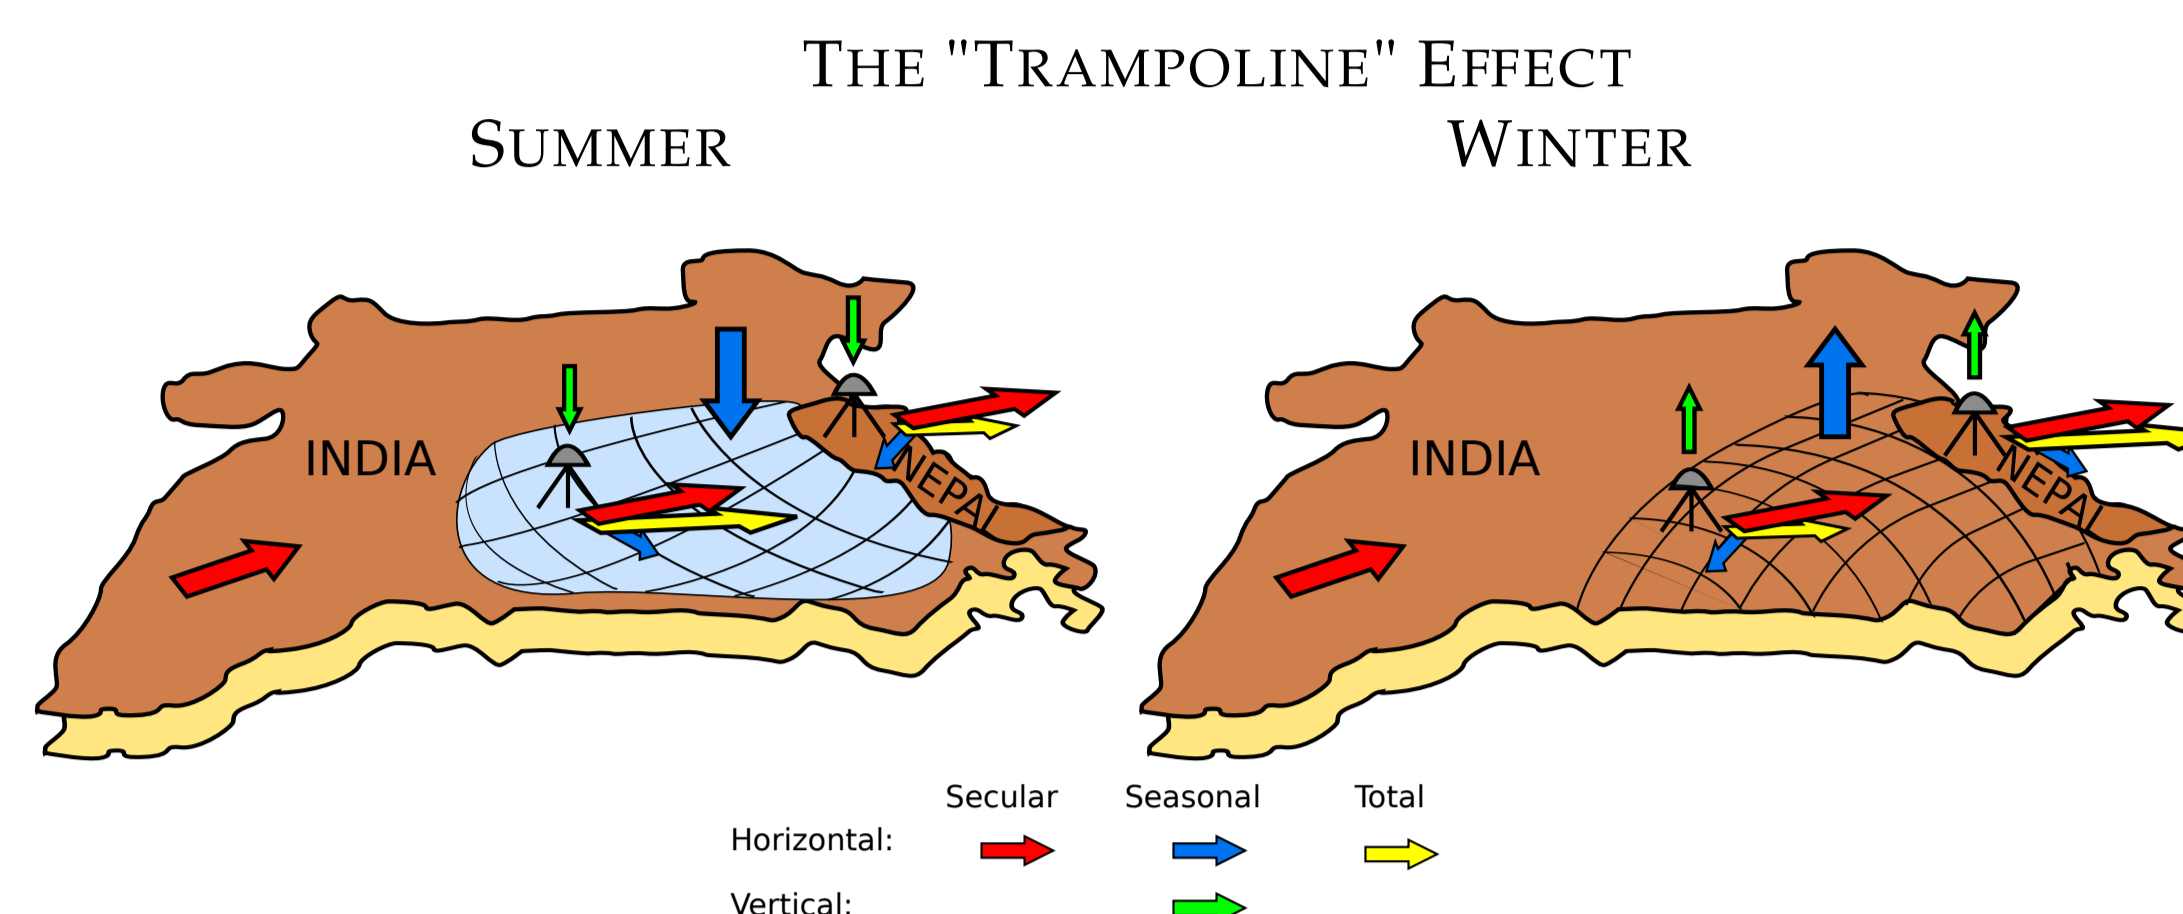 THE "TRAMPOLINE" EFFECT
SUMMER
WINTER
INDIA
NEPAL
INDIA
NEPAL
Secular Seasonal Total
Horizontal:
Vertical: